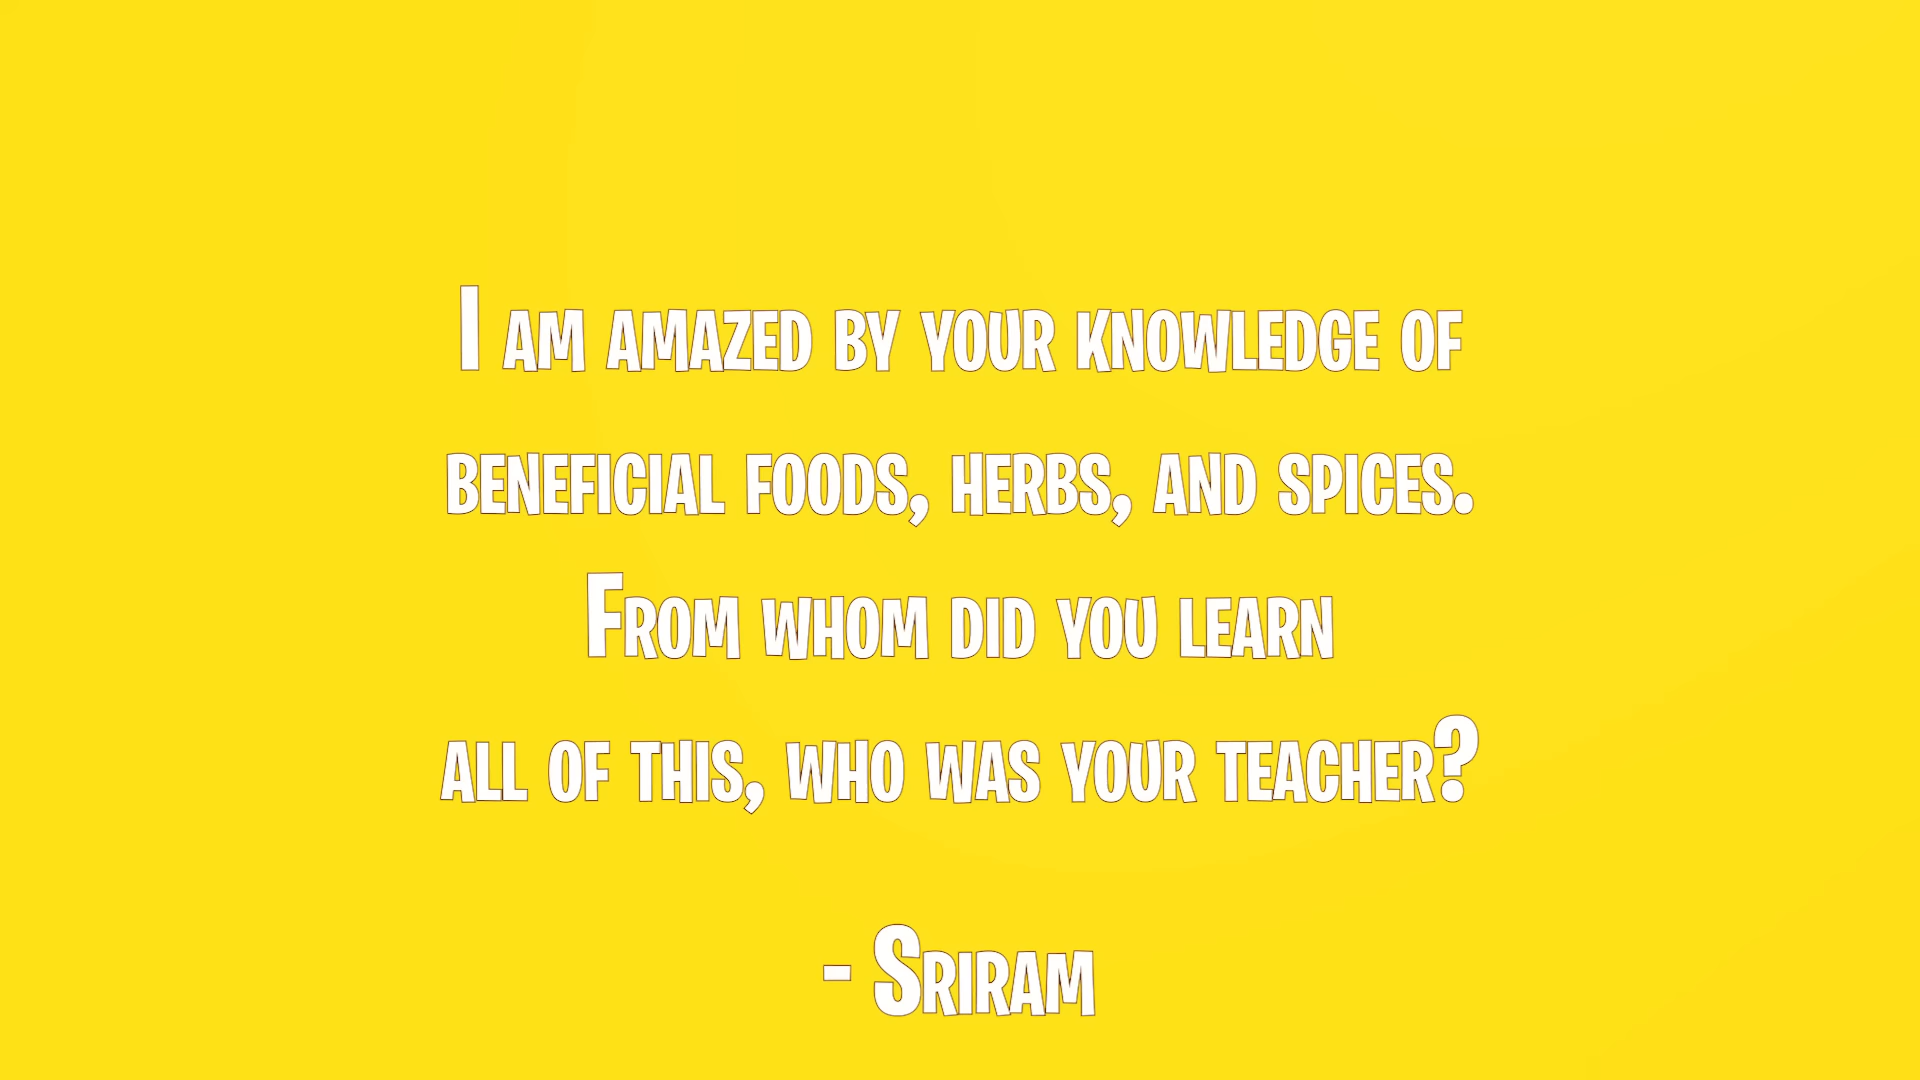 I am amazed by your knowledge of
beneficial foods, herbs, and spices.
From whom did you learn
all of this, who was your teacher?
- Sriram